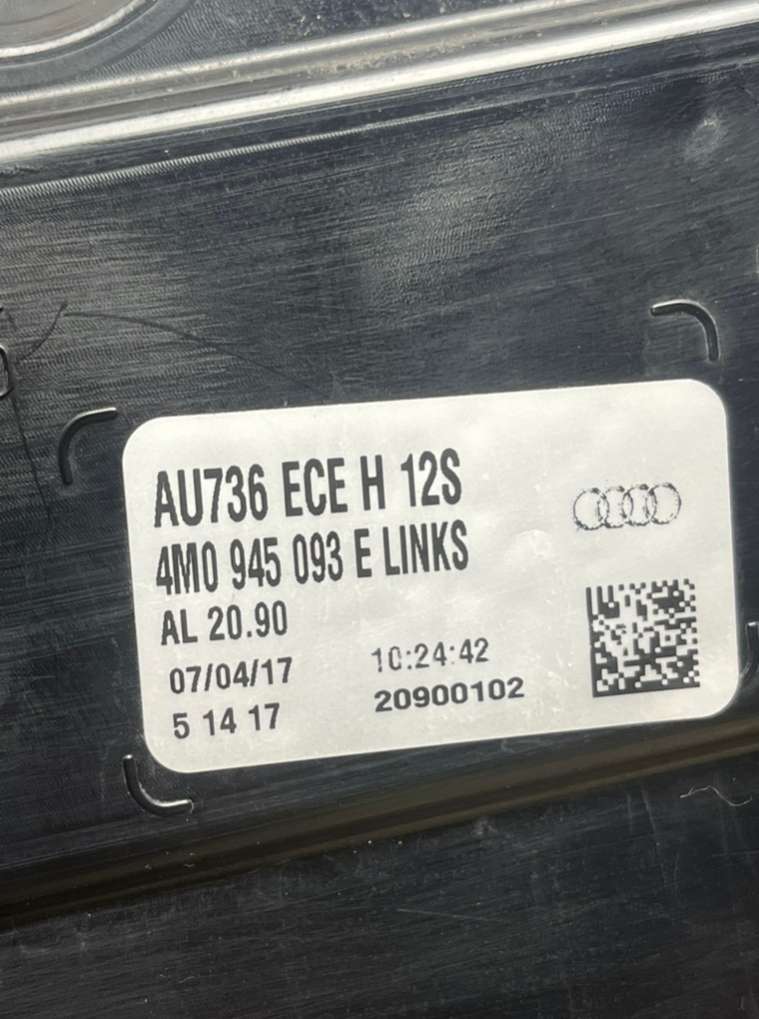 AU736 ECE H 12S
4M0 945 093 E LINKS
AL 20.90
07/04/17 10:24:42
5 14 17 20900102